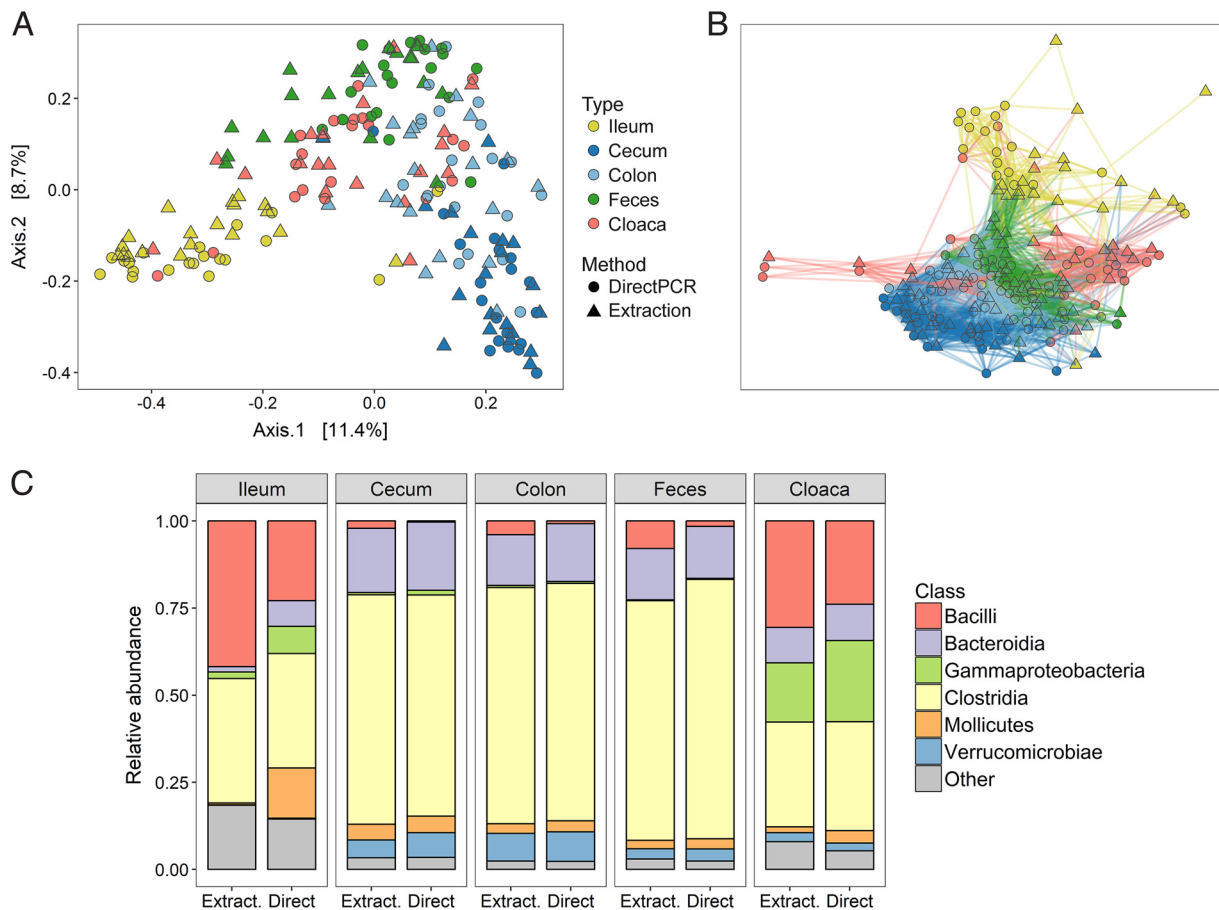 A
B
0.2
0.0
-0.2
-0.4
Axis.2 [8.7%]
-0.4 -0.2 0.0 0.2
Axis.1 [11.4%]
Type
Ileum
Cecum
Colon
Feces
Cloaca
Method
DirectPCR
Extraction
C
Ileum Cecum Colon Feces Cloaca
1.00
0.75
0.50
0.25
0.00
Relative abundance
Extract. Direct Extract. Direct Extract. Direct Extract. Direct Extract. Direct
Class
Bacilli
Bacteroidia
Gammaproteobacteria
Clostridia
Mollicutes
Verrucomicrobiae
Other